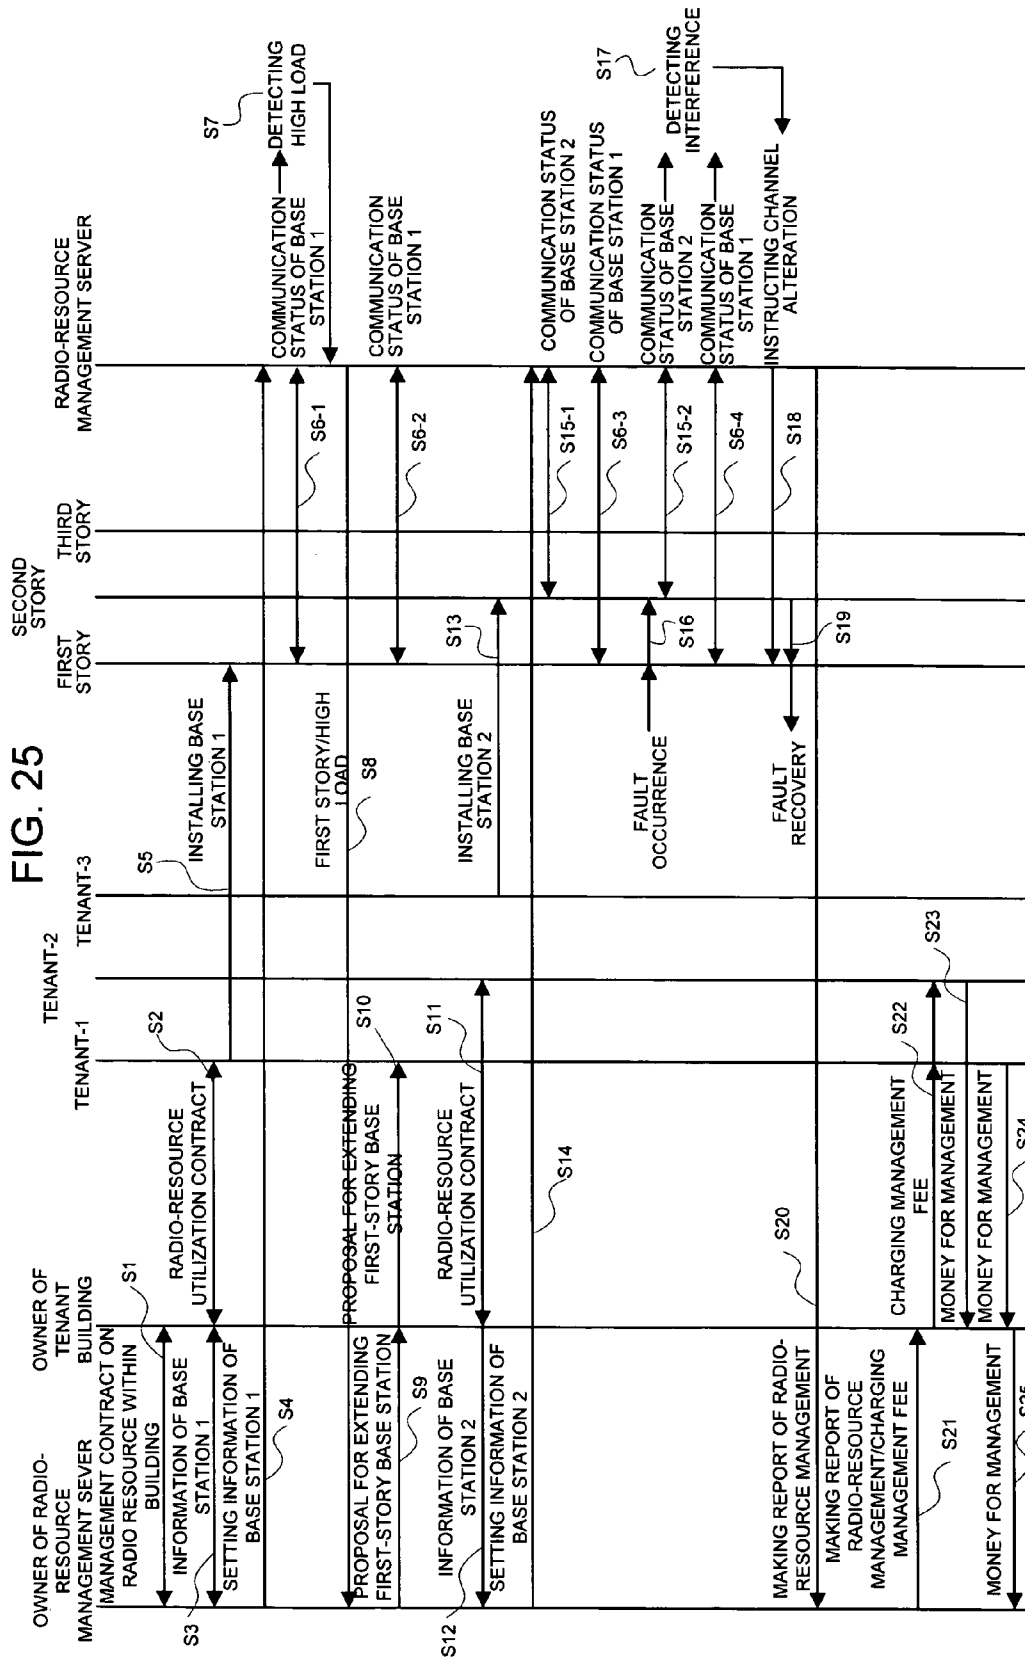 FIG. 25
OWNER OF RADIO-
RESOURCE
MANAGEMENT SEVER
OWNER OF
TENANT
BUILDING
TENANT-1
TENANT-2
TENANT-3
FIRST
STORY
SECOND
STORY
THIRD
STORY
RADIO-RESOURCE
MANAGEMENT SERVER
MANAGEMENT CONTRACT ON
RADIO RESOURCE WITHIN
BUILDING
S1
RADIO-RESOURCE
UTILIZATION CONTRACT
S2
INFORMATION OF BASE
STATION 1
S3
SETTING INFORMATION OF
BASE STATION 1
S4
INSTALLING BASE
STATION 1
S5
COMMUNICATION
STATUS OF BASE
STATION 1
S6-1
DETECTING
HIGH LOAD
S7
FIRST STORY/HIGH
LOAD
S8
COMMUNICATION
STATUS OF BASE
STATION 1
S6-2
PROPOSAL FOR EXTENDING
FIRST-STORY BASE STATION
S9
PROPOSAL FOR EXTENDING
FIRST-STORY BASE
STATION
S10
RADIO-RESOURCE
UTILIZATION CONTRACT
S11
INFORMATION OF BASE
STATION 2
S12
INSTALLING BASE
STATION 2
S13
SETTING INFORMATION OF
BASE STATION 2
S14
COMMUNICATION STATUS
OF BASE STATION 2
S15-1
COMMUNICATION STATUS
OF BASE STATION 1
S6-3
FAULT
OCCURRENCE
S16
COMMUNICATION
STATUS OF BASE
STATION 2
S15-2
COMMUNICATION
STATUS OF BASE
STATION 1
S6-4
DETECTING
INTERFERENCE
S17
INSTRUCTING CHANNEL
ALTERATION
S18
FAULT
RECOVERY
S19
MAKING REPORT OF RADIO-
RESOURCE MANAGEMENT
S20
MAKING REPORT OF
RADIO-RESOURCE
MANAGEMENT/CHARGING
MANAGEMENT FEE
S21
CHARGING MANAGEMENT
FEE
S22
MONEY FOR MANAGEMENT
S23
MONEY FOR MANAGEMENT
S24
MONEY FOR MANAGEMENT
S25